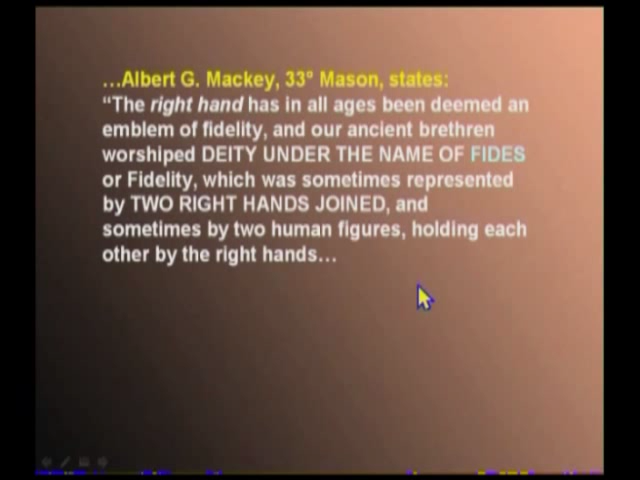 …Albert G. Mackey, 33° Mason, states:
“The right hand has in all ages been deemed an
emblem of fidelity, and our ancient brethren
worshiped DEITY UNDER THE NAME OF FIDES
or Fidelity, which was sometimes represented
by TWO RIGHT HANDS JOINED, and
sometimes by two human figures, holding each
other by the right hands…